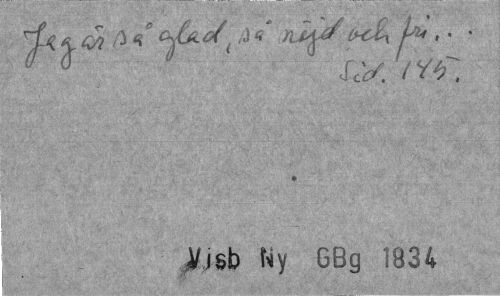 Jag är så glad, så nöjd och fri...
Sid. 145.
Visb Ny GBg 1834